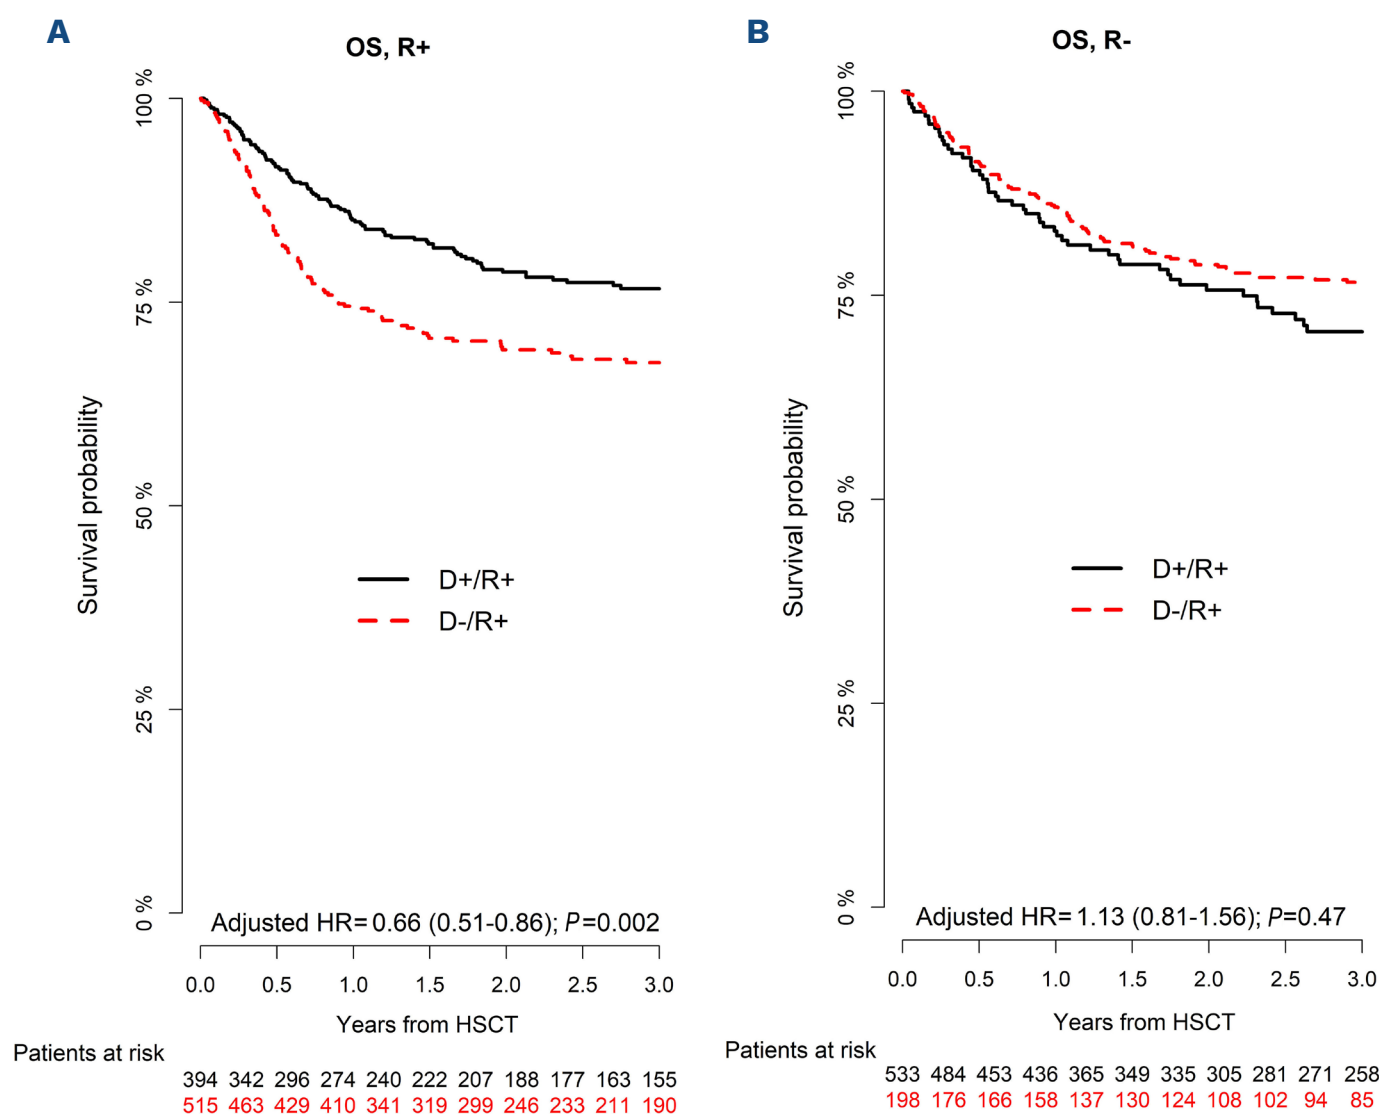 A
OS, R+
100 %
75 %
50 %
25 %
0 %
Survival probability
D+/R+
D-/R+
Adjusted HR= 0.66 (0.51-0.86); P=0.002
0.0 0.5 1.0 1.5 2.0 2.5 3.0
Years from HSCT
Patients at risk
394 342 296 274 240 222 207 188 177 163 155
515 463 429 410 341 319 299 246 233 211 190
B
OS, R-
100 %
75 %
50 %
25 %
0 %
Survival probability
D+/R+
D-/R+
Adjusted HR= 1.13 (0.81-1.56); P=0.47
0.0 0.5 1.0 1.5 2.0 2.5 3.0
Years from HSCT
Patients at risk
533 484 453 436 365 349 335 305 281 271 258
198 176 166 158 137 130 124 108 102 94 85